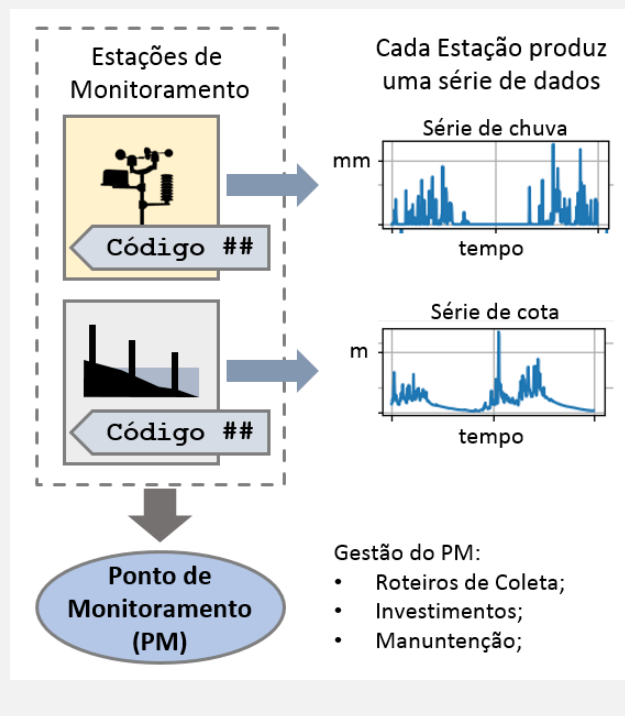 Estações de
Monitoramento
Código ##
Código ##
Cada Estação produz
uma série de dados
Série de chuva
mm
tempo
Série de cota
m
tempo
Ponto de
Monitoramento
(PM)
Gestão do PM:
• Roteiros de Coleta;
• Investimentos;
• Manuntenção;